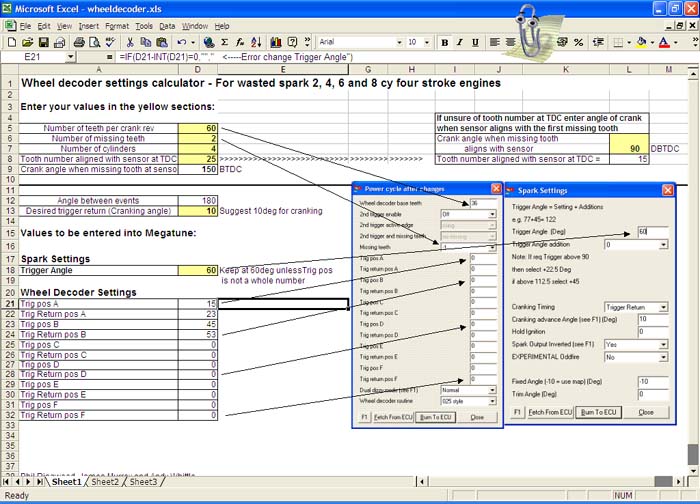 Microsoft Excel - wheeldecoder.xls
File Edit View Insert Format Tools Data Window Help
Arial 10 B I U
E21 =IF(D21-INT(D21)=0,"","   <-----Error change Trigger Angle")
A D E F G H I J K L M
1 Wheel decoder settings calculator - For wasted spark 2, 4, 6 and 8 cy four stroke engines
2
3 Enter your values in the yellow sections:
4 If unsure of tooth number at TDC enter angle of crank
5 Number of teeth per crank rev 60 when sensor aligns with the first missing tooth
6 Number of missing teeth 2 Crank angle when missing tooth
7 Number of cylinders 4 aligns with sensor 90 DBTDC
8 Tooth number aligned with sensor at TDC 25 >>>>>>>>>>>>>>>>>>>>>>>>>>>>>>>>>>>>>> Tooth number aligned with sensor at TDC = 15
9 Crank angle when missing tooth at senso 150 BTDC
11
12 Angle between events 180
13 Desired trigger return (Cranking angle) 10 Suggest 10deg for cranking
14
15 Values to be entered into Megatune:
16
17 Spark Settings
18 Trigger Angle 60 Keep at 60deg unless Trig pos
19 is not a whole number
20 Wheel Decoder Settings
21 Trig pos A 15
22 Trig Return pos A 23
23 Trig pos B 45
24 Trig Return pos B 53
25 Trig pos C 0
26 Trig Return pos C 0
27 Trig pos D 0
28 Trig Return pos D 0
29 Trig pos E 0
30 Trig Return pos E 0
31 Trig pos F 0
32 Trig Return pos F 0
33
34
35
36
37
Power cycle after changes
Wheel decoder base teeth 36
2nd trigger enable Off
2nd trigger active edge
2nd trigger and missing teeth
Missing teeth 1
Trig pos A 0
Trig return pos A 0
Trig pos B 0
Trig return pos B 0
Trig pos C 0
Trig return pos C 0
Trig pos D 0
Trig return pos D 0
Trig pos E 0
Trig return pos E 0
Trig pos F 0
Trig return pos F 0
Dual dizzy mode (see F1) Normal
Wheel decoder routine 025 style
F1 Fetch From ECU Burn To ECU Close
Spark Settings
Trigger Angle = Setting + Additions
e.g. 77+45= 122
Trigger Angle (Deg) 60
Trigger Angle addition 0
Note: If req Trigger above 90
then select +22.5 Deg
if above 112.5 select +45
Cranking Timing Trigger Return
Cranking advance Angle (see F1) (Deg) 10
Hold Ignition 0
Spark Output Inverted (see F1) Yes
EXPERIMENTAL Oddfire No
Fixed Angle (-10 = use map) (Deg) -10
Trim Angle (Deg) 0
F1 Fetch From ECU Burn To ECU Close
Sheet1 Sheet2 Sheet3
Ready NUM